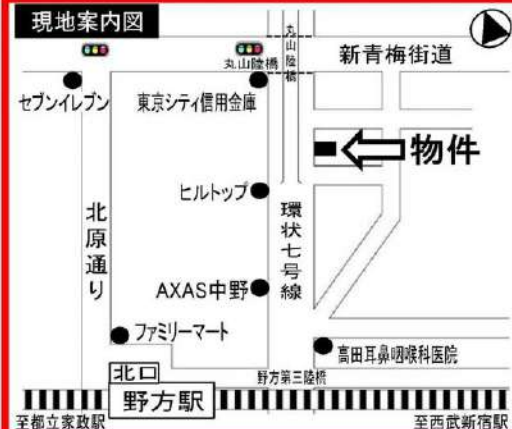 現地案内図
丸山陸橋
丸山陸橋
新青梅街道
セブンイレブン
東京シティ信用金庫
物件
ヒルトップ
北原通り
環状七号線
AXAS中野
ファミリーマート
高田耳鼻咽喉科医院
北口
野方第三陸橋
野方駅
至都立家政駅
至西武新宿駅